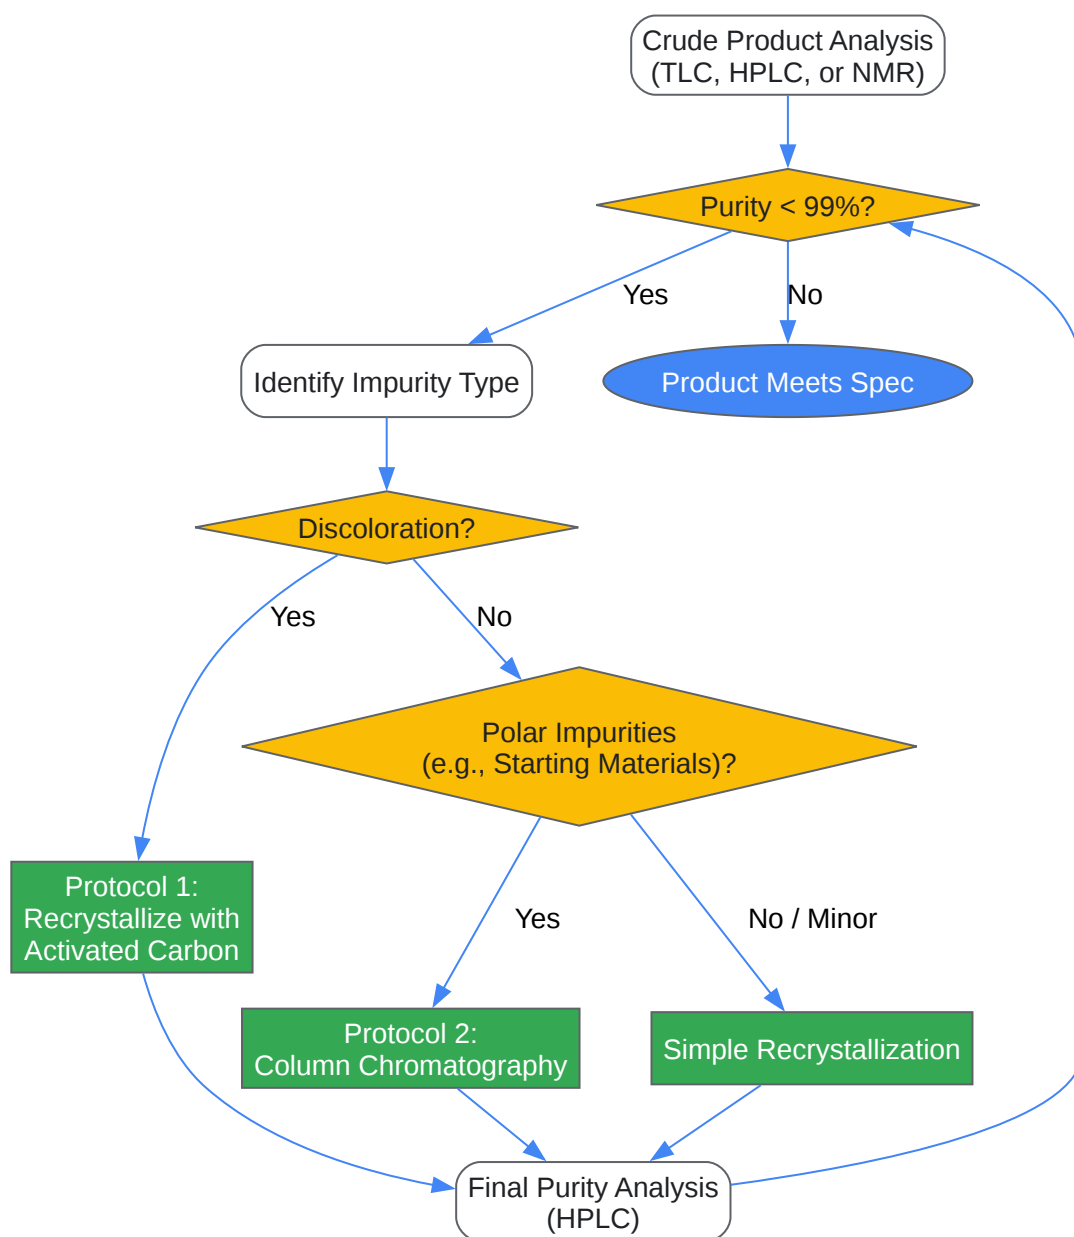 Crude Product Analysis
(TLC, HPLC, or NMR)
Purity < 99%?
Yes
No
Identify Impurity Type
Product Meets Spec
Discoloration?
Yes
No
Polar Impurities
(e.g., Starting Materials)?
Protocol 1:
Recrystallize with
Activated Carbon
Yes
No / Minor
Protocol 2:
Column Chromatography
Simple Recrystallization
Final Purity Analysis
(HPLC)